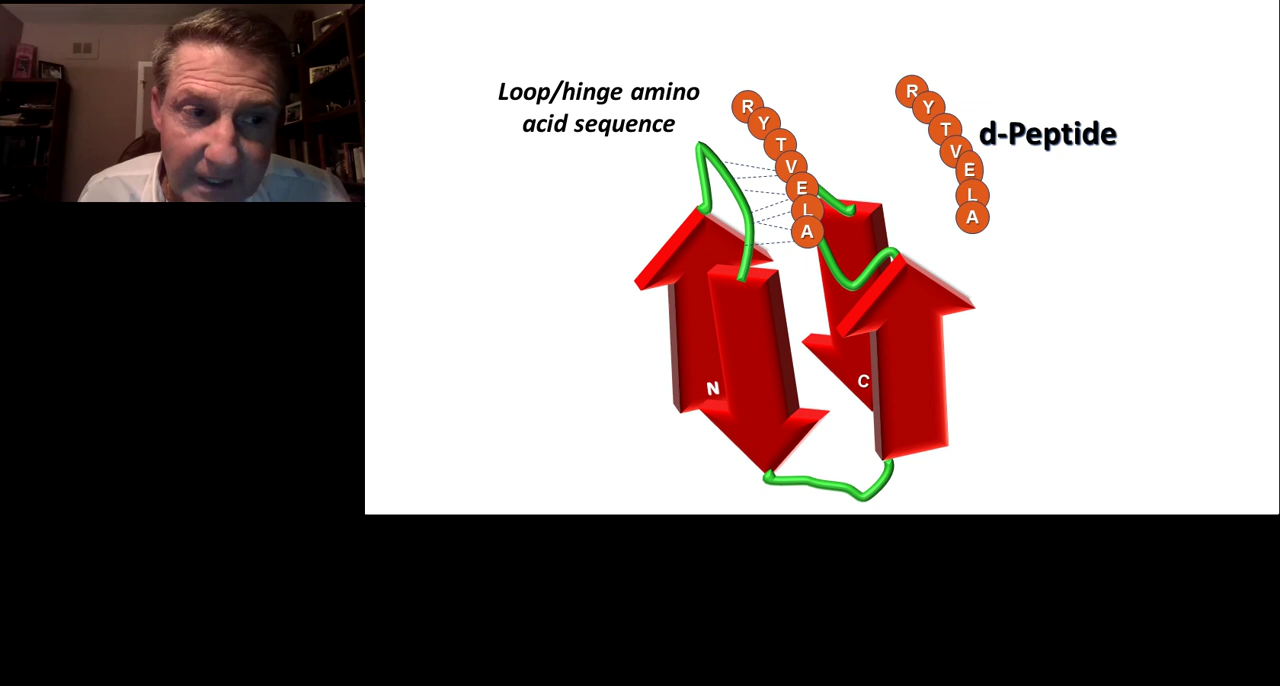 Loop/hinge amino
acid sequence
R
Y
T
V
E
L
A
R
Y
T
V
E
L
A
d-Peptide
N
C